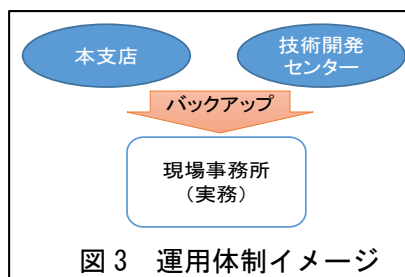 本支店
技術開発
センター
バックアップ
現場事務所
（実務）
図３　運用体制イメージ